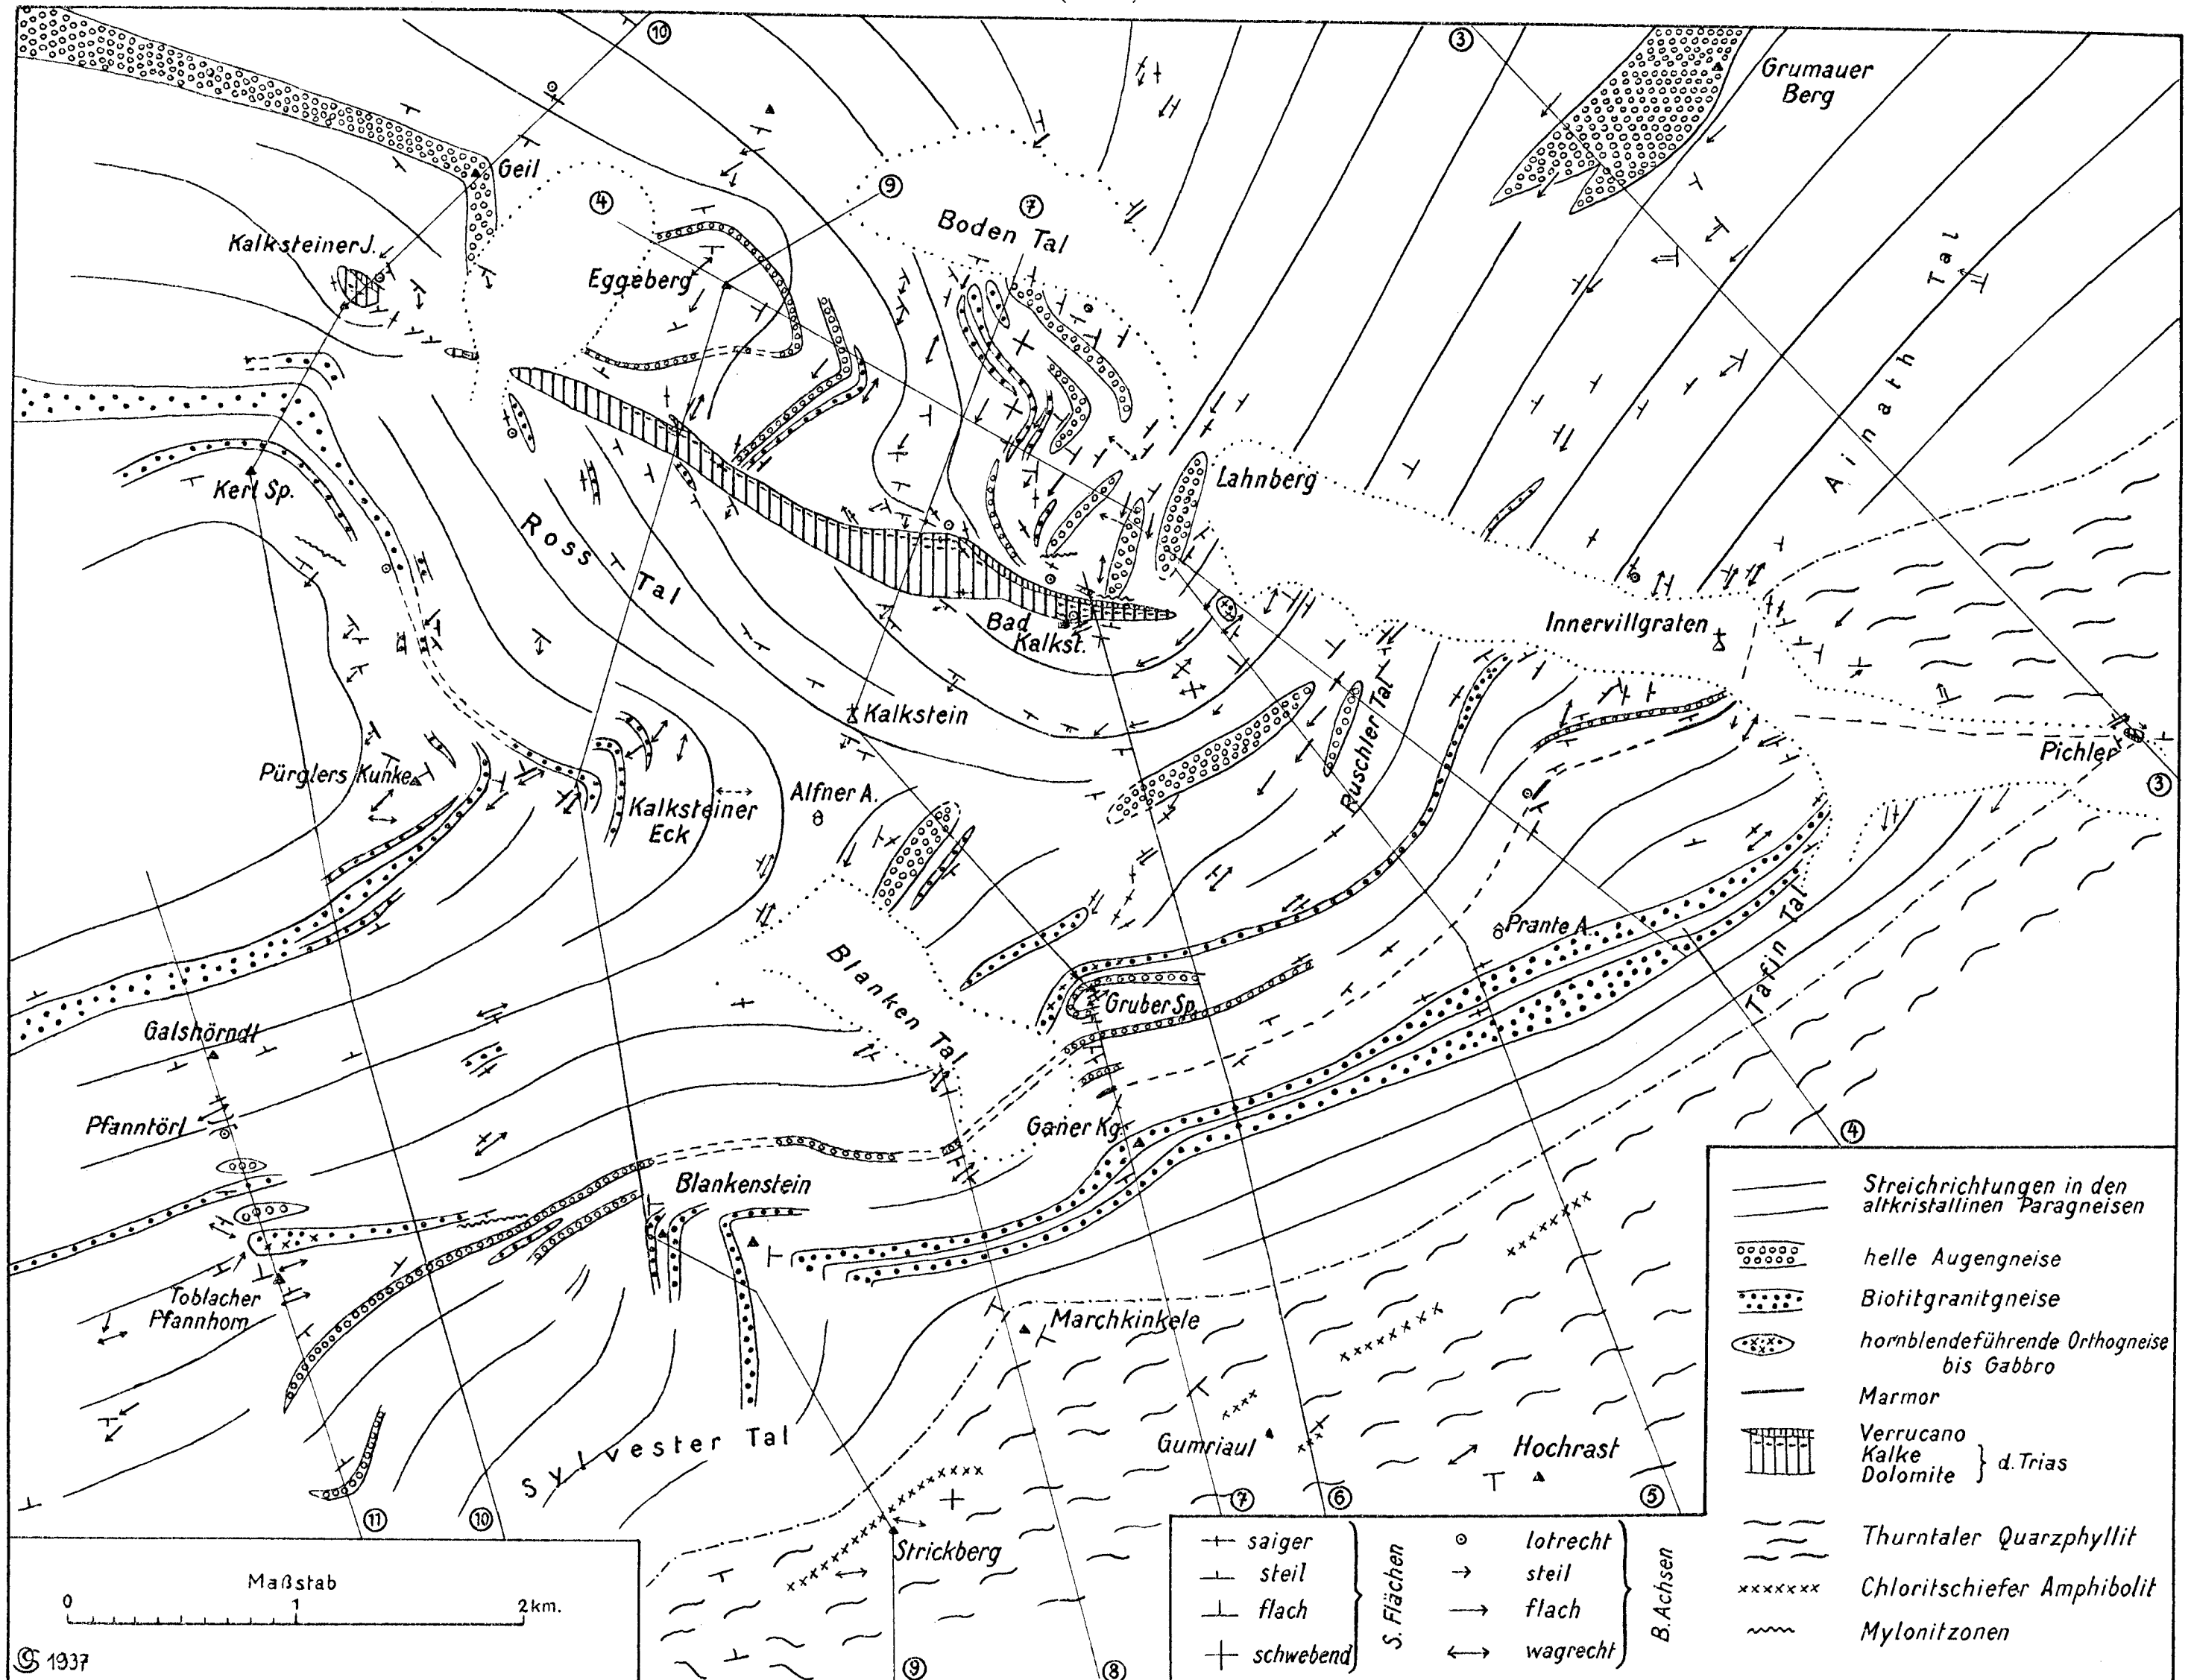 10
3
Grumauer
Berg
Geil
4
9
7
Boden Tal
Kalksteiner J.
Eggeberg
Ainath Tal
Kerl Sp.
Lahnberg
Ross Tal
Bad
Kalkst.
Innervillgraten
Kalkstein
Ruschler Tal
Pichler
3
Pürglers Kunke
Kalksteiner
Eck
Alfner A.
Prante A.
Tafin Tal
Blanken Tal
Gruber Sp.
Galshörndl
Pfanntörl
Ganer Kg.
4
Blankenstein
Toblacher
Pfannhorn
Marchkinkele
Sylvester Tal
Gumriaul
Hochrast
11
10
7
6
5
Strickberg
9
8
Maßstab
0 1 2 km.
1937
saiger
steil
flach
schwebend
S. Flächen
lotrecht
steil
flach
wagrecht
B. Achsen
Streichrichtungen in den
altkristallinen Paragneisen
helle Augengneise
Biotitgranitgneise
hornblendeführende Orthogneise
bis Gabbro
Marmor
Verrucano
Kalke
Dolomite } d. Trias
Thurntaler Quarzphyllit
Chloritschiefer Amphibolit
Mylonitzonen